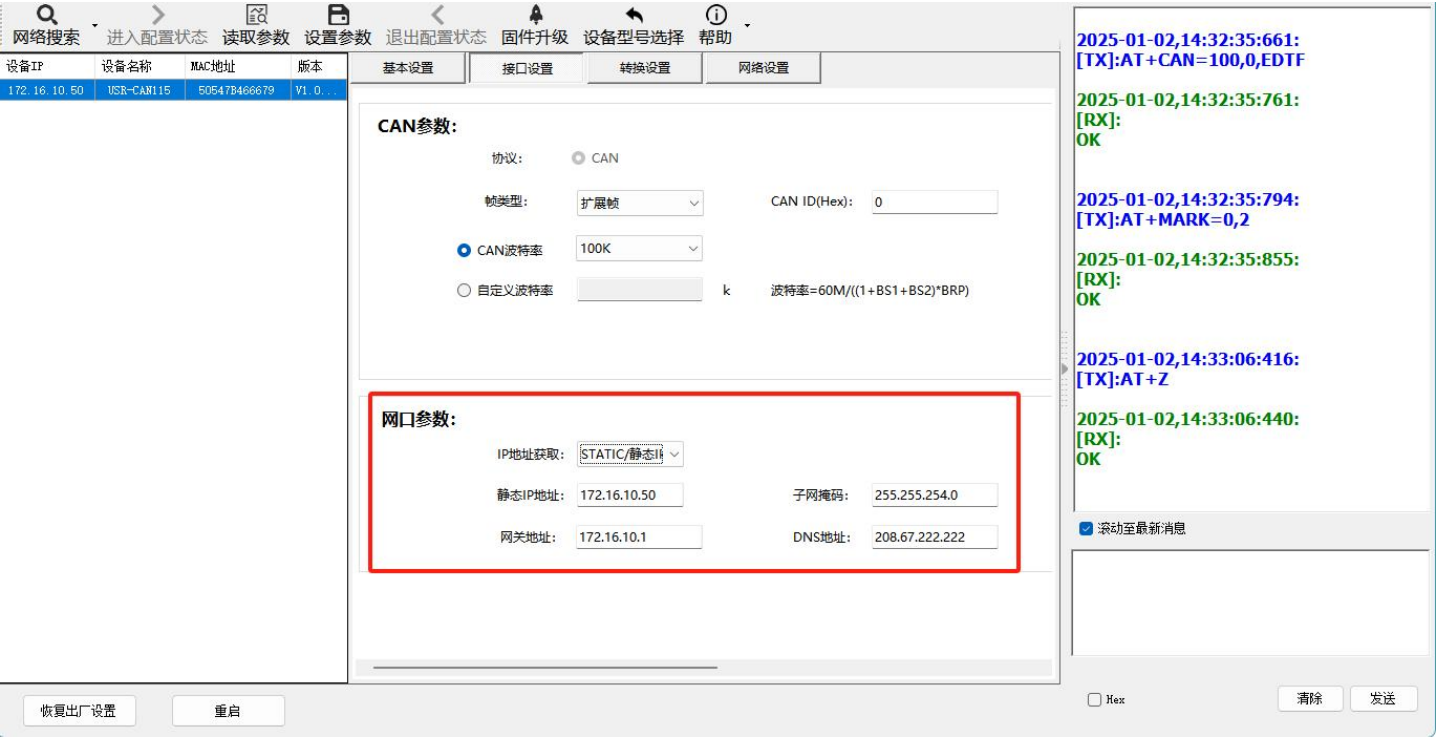 网络搜索 进入配置状态 读取参数 设置参数 退出配置状态 固件升级 设备型号选择 帮助
设备IP 设备名称 MAC地址 版本
172.16.10.50 USR-CAN115 50547B466679 V1.0...
基本设置 接口设置 转换设置 网络设置
CAN参数:
协议: CAN
帧类型: 扩展帧 CAN ID(Hex): 0
CAN波特率 100K
自定义波特率 k 波特率=60M/((1+BS1+BS2)*BRP)
网口参数:
IP地址获取: STATIC/静态II
静态IP地址: 172.16.10.50 子网掩码: 255.255.254.0
网关地址: 172.16.10.1 DNS地址: 208.67.222.222
恢复出厂设置 重启
2025-01-02,14:32:35:661:
[TX]:AT+CAN=100,0,EDTF
2025-01-02,14:32:35:761:
[RX]:
OK
2025-01-02,14:32:35:794:
[TX]:AT+MARK=0,2
2025-01-02,14:32:35:855:
[RX]:
OK
2025-01-02,14:33:06:416:
[TX]:AT+Z
2025-01-02,14:33:06:440:
[RX]:
OK
滚动至最新消息
Hex 清除 发送